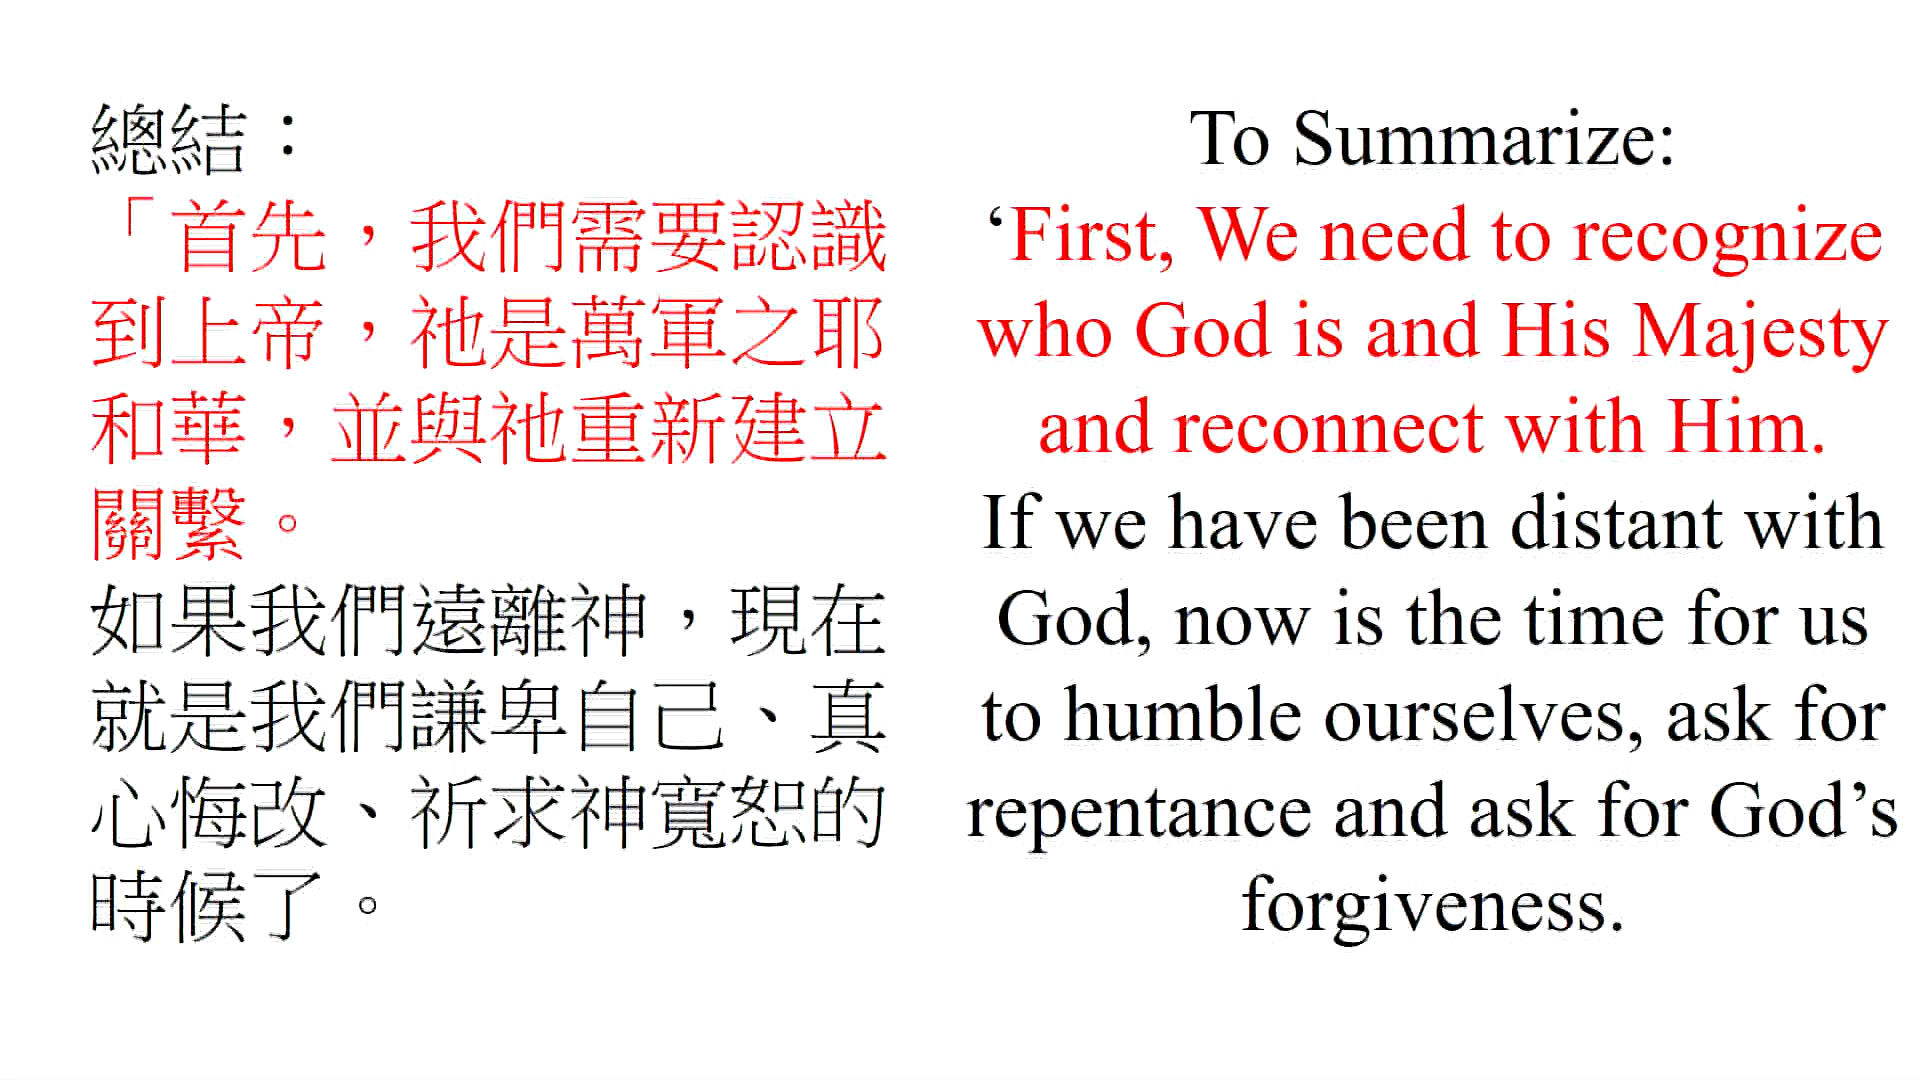 總結：
「首先，我們需要認識
到上帝，祂是萬軍之耶
和華，並與祂重新建立
關繫。
如果我們遠離神，現在
就是我們謙卑自己、真
心悔改、祈求神寬恕的
時候了。
To Summarize:
‘First, We need to recognize
who God is and His Majesty
and reconnect with Him.
If we have been distant with
God, now is the time for us
to humble ourselves, ask for
repentance and ask for God’s
forgiveness.